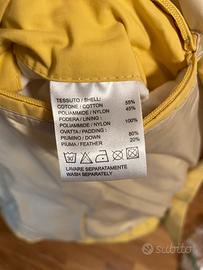 TESSUTO / SHELL:
COTONE / COTTON 55%
POLIAMMIDE / NYLON 45%
FODERA / LINING :
POLIAMMIDE / NYLON 100%
OVATTA / PADDING :
PIUMINO / DOWN 80%
PIUMA / FEATHER 20%
LAVARE SEPARATAMENTE
WASH SEPARATELY
subito